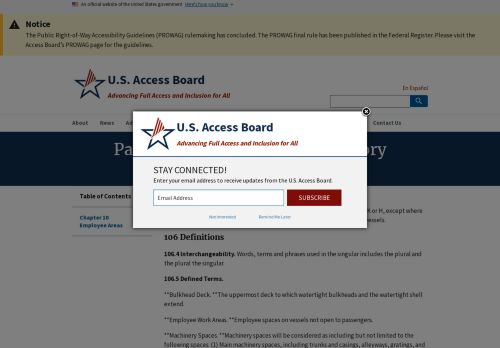 An official website of the United States government Here's how you know
Notice
The Public Right-of-Way Accessibility Guidelines (PROWAG) rulemaking has concluded. The PROWAG final rule has been published in the Federal Register. Please visit the
Access Board's PROWAG page for the guidelines.
U.S. Access Board
Advancing Full Access and Inclusion for All
En Español
About News Contact Us
U.S. Access Board
Advancing Full Access and Inclusion for All
STAY CONNECTED!
Enter your email address to receive updates from the U.S. Access Board.
Email Address SUBSCRIBE
Not Interested Remind Me Later
Table of Contents
Chapter 10
Employee Areas
K or H, except where
vessels.
106 Definitions
106.4 Interchangeability. Words, terms and phrases used in the singular includes the plural and
the plural the singular.
106.5 Defined Terms.
**Bulkhead Deck. **The uppermost deck to which watertight bulkheads and the watertight shell
extend.
**Employee Work Areas. **Employee spaces on vessels not open to passengers.
**Machinery Spaces. **Machinery spaces will be considered as including but not limited to the
following spaces: (1) Main machinery spaces, including trunks and casings, alleyways, gratings, and